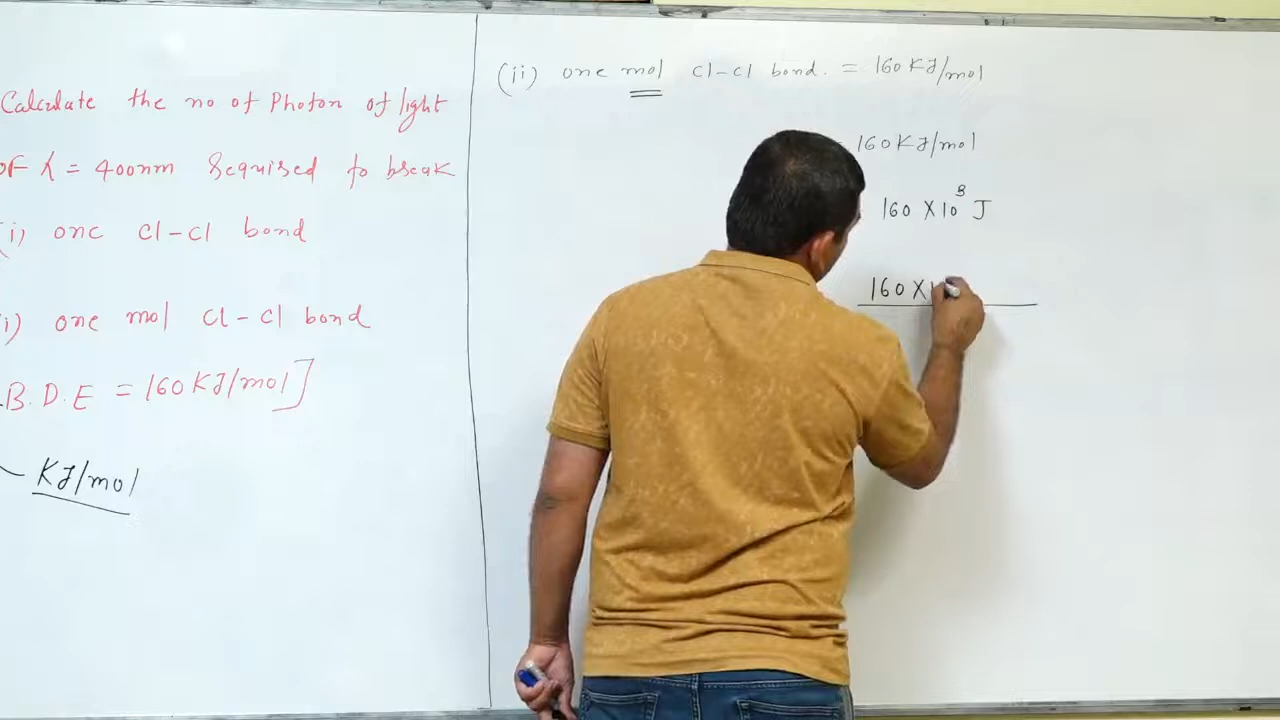 Calculate the no of Photon of light
OF λ = 400nm Required to break
(i) one Cl-Cl bond
i) one mol Cl-Cl bond
B.D.E = 160 KJ/mol]
KJ/mol
(ii) one mol Cl-Cl bond. = 160 KJ/mol
= 160 KJ/mol
160 X 10³ J
160 X 1